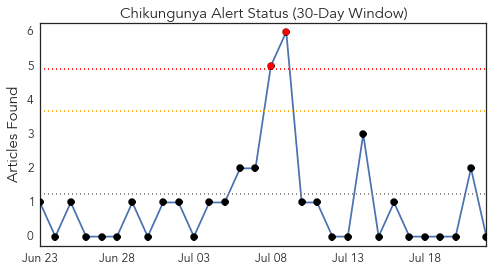 Chikungunya Alert Status (30-Day Window)
Articles Found
6
5
4
3
2
1
0
Jun 23
Jun 28
Jul 03
Jul 08
Jul 13
Jul 18